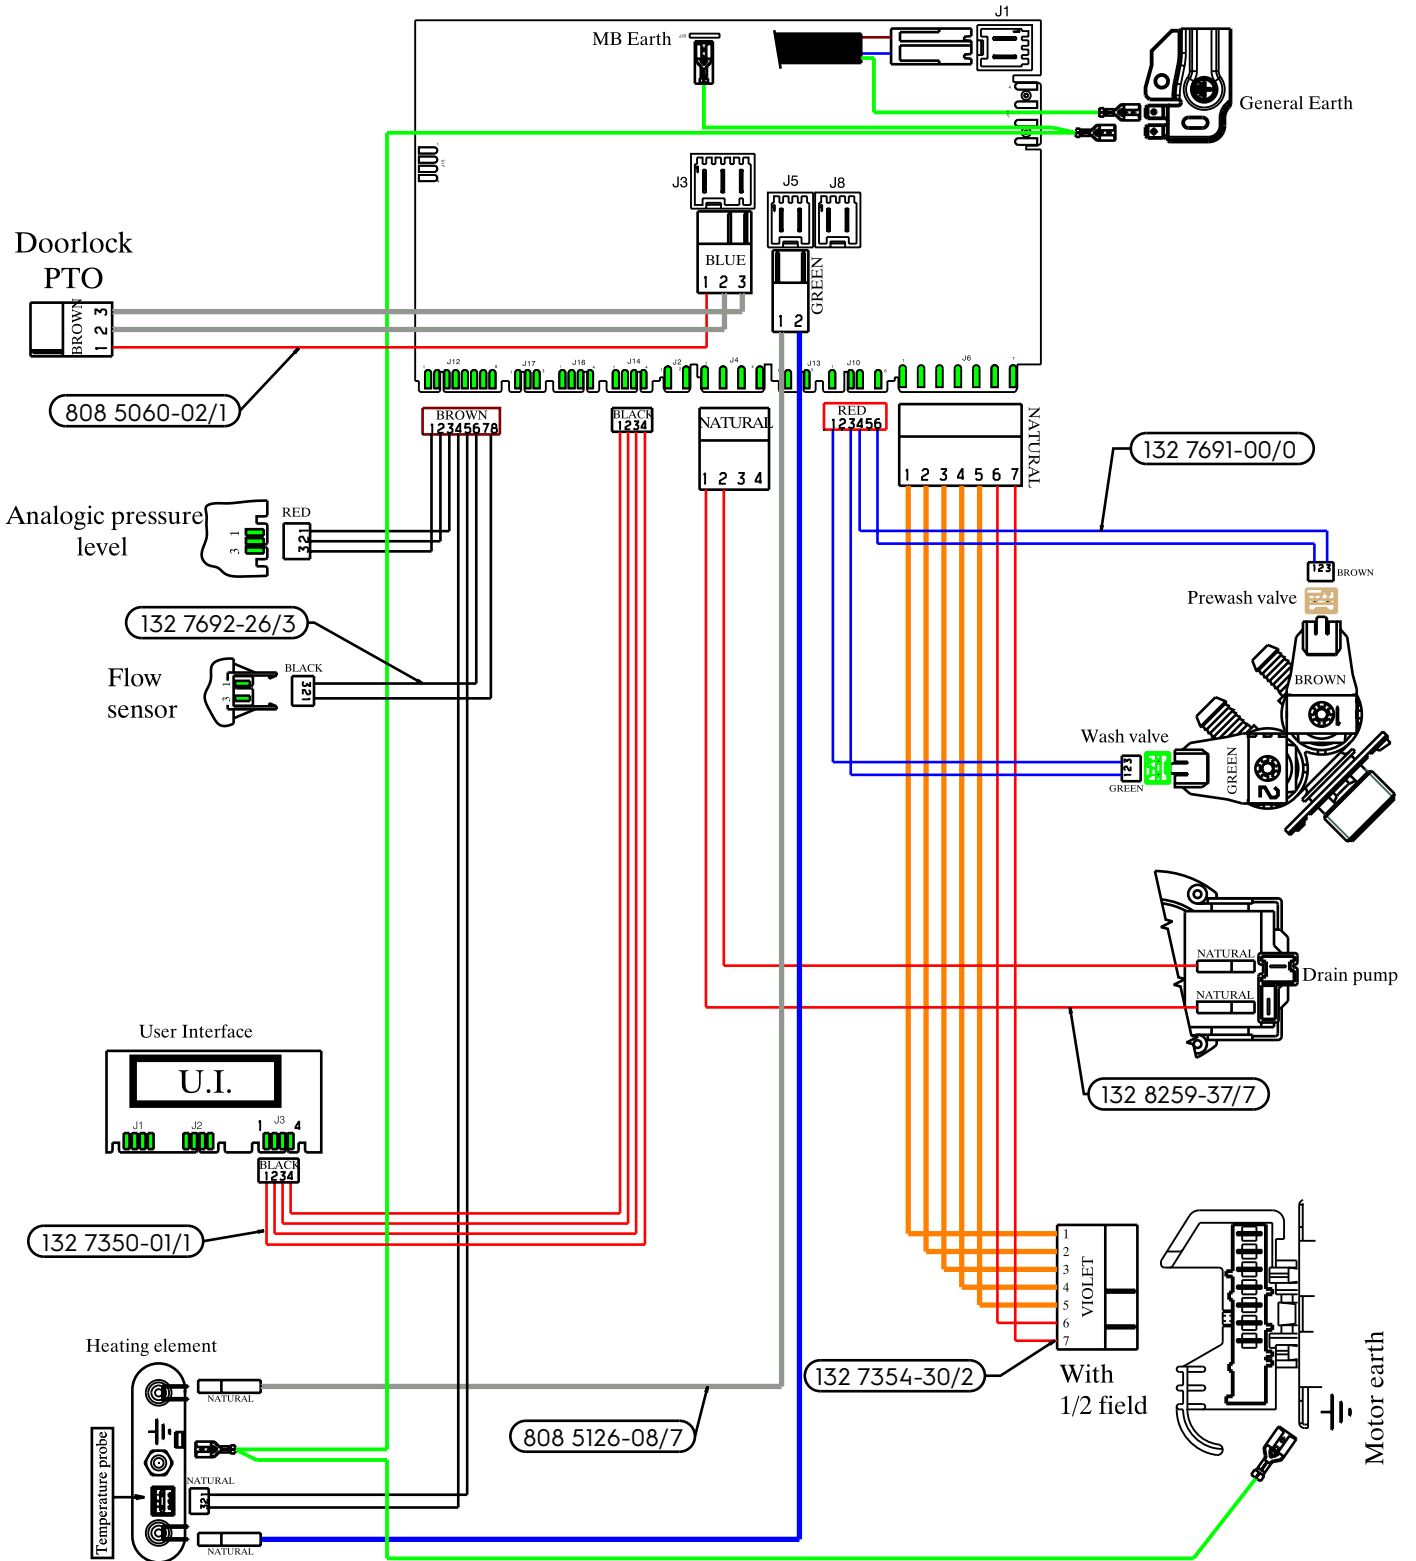 J1
MB Earth
General Earth
J3
J5
J8
BLUE
1 2 3
GREEN
1 2
Doorlock
PTO
BROWN
1 2 3
808 5060-02/1
J12
J17
J16
J14
J2
J4
J13
J10
J6
BROWN
12345678
BLACK
1234
NATURAL
1 2 3 4
RED
123456
NATURAL
1 2 3 4 5 6 7
132 7691-00/0
Analogic pressure
level
1
3
RED
321
123
BROWN
Prewash valve
132 7692-26/3
Flow
sensor
1
3
BLACK
321
BROWN
1
Wash valve
123
GREEN
GREEN
2
NATURAL
Drain pump
NATURAL
132 8259-37/7
User Interface
U.I.
J1
J2
J3
1
4
BLACK
1234
132 7350-01/1
VIOLET
1
2
3
4
5
6
7
132 7354-30/2
With
1/2 field
Motor earth
Heating element
NATURAL
808 5126-08/7
Temperature probe
NATURAL
321
NATURAL